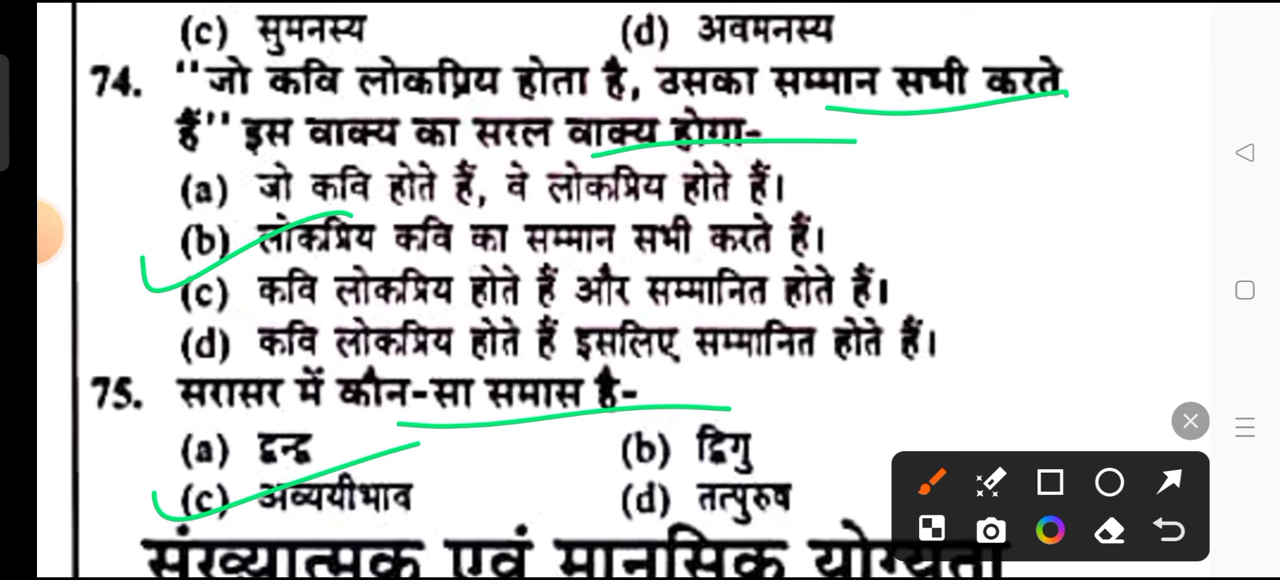 (c) सुमनस्य (d) अवमनस्य
74. "जो कवि लोकप्रिय होता है, उसका सम्मान सभी करते
हैं" इस वाक्य का सरल वाक्य होगा-
(a) जो कवि होते हैं, वे लोकप्रिय होते हैं।
(b) लोकप्रिय कवि का सम्मान सभी करते हैं।
(c) कवि लोकप्रिय होते हैं और सम्मानित होते हैं।
(d) कवि लोकप्रिय होते हैं इसलिए सम्मानित होते हैं।
75. सरासर में कौन-सा समास है-
(a) द्वन्द्व (b) द्विगु
(c) अव्ययीभाव (d) तत्पुरुष
संख्यात्मक एवं मानसिक योग्यता